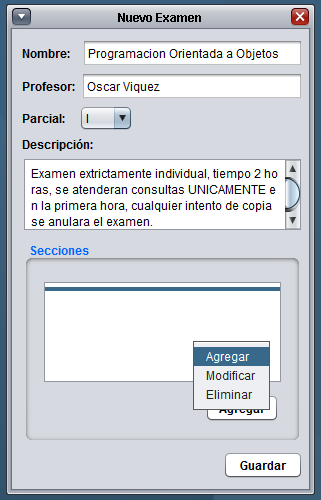 Nuevo Examen
Nombre: Programacion Orientada a Objetos
Profesor: Oscar Viquez
Parcial: I
Descripción:
Examen extrictamente individual, tiempo 2 ho
ras, se atenderan consultas UNICAMENTE e
n la primera hora, cualquier intento de copia
se anulara el examen.
Secciones
Agregar
Modificar
Eliminar
Agregar
Guardar